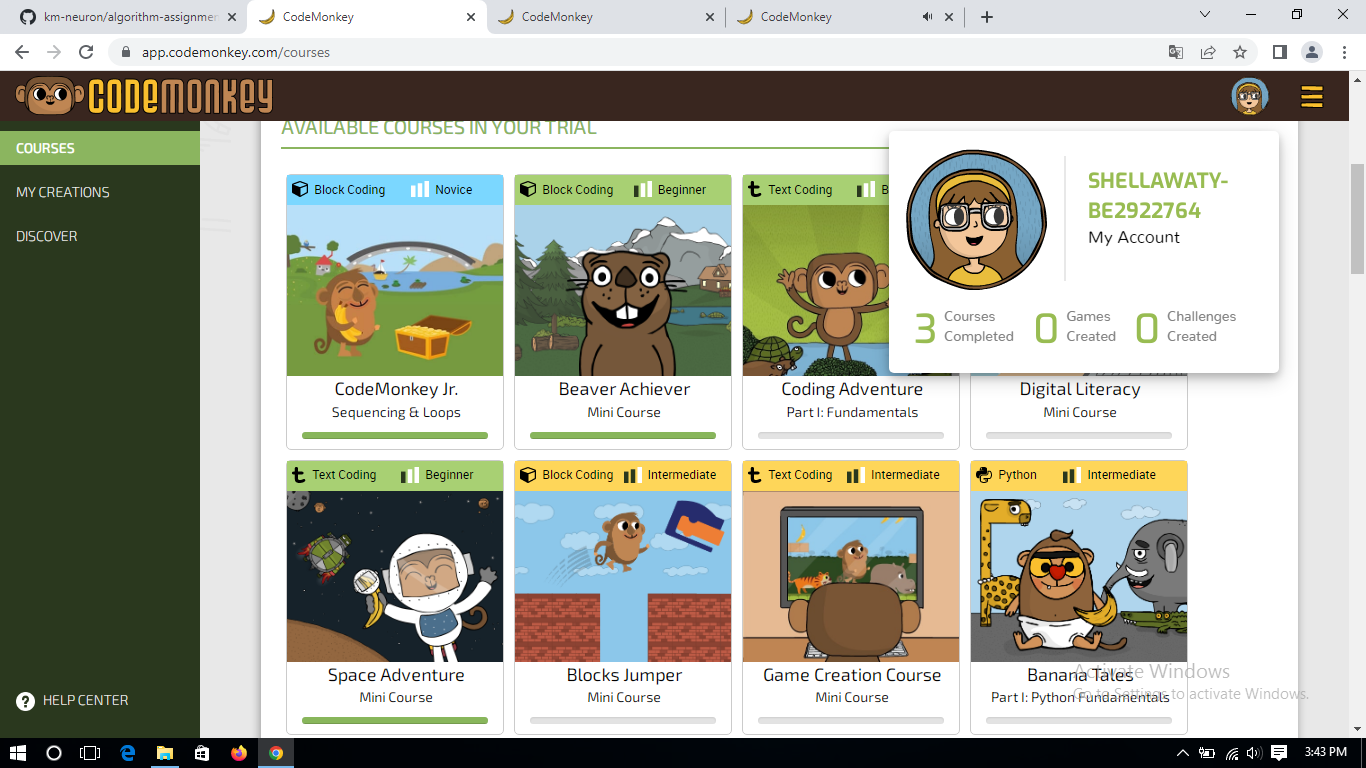 km-neuron/algorithm-assignmen
CodeMonkey
CodeMonkey
CodeMonkey
app.codemonkey.com/courses
CODEMONKEY
COURSES
MY CREATIONS
DISCOVER
HELP CENTER
AVAILABLE COURSES IN YOUR TRIAL
SHELLAWATY-
BE2922764
My Account
3 Courses Completed
0 Games Created
0 Challenges Created
Block Coding Novice
CodeMonkey Jr.
Sequencing & Loops
Block Coding Beginner
Beaver Achiever
Mini Course
Text Coding B
Coding Adventure
Part I: Fundamentals
Digital Literacy
Mini Course
Text Coding Beginner
Space Adventure
Mini Course
Block Coding Intermediate
Blocks Jumper
Mini Course
Text Coding Intermediate
Game Creation Course
Mini Course
Python Intermediate
Banana Tales
Part I: Python Fundamentals
Activate Windows
Go to Settings to activate Windows.
3:43 PM